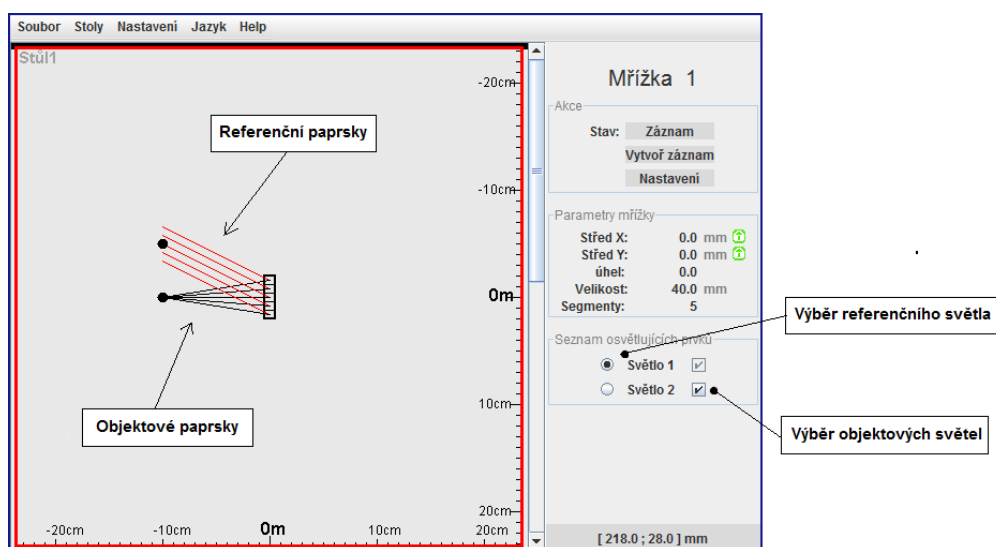 Soubor Stoly Nastavení Jazyk Help
Stůl1
-20cm
-10cm
0m
10cm
20cm
-20cm -10cm 0m 10cm 20cm
Referenční paprsky
Objektové paprsky
Mřížka 1
Akce
Stav: Záznam
Vytvoř záznam
Nastavení
Parametry mřížky
Střed X: 0.0 mm
Střed Y: 0.0 mm
úhel: 0.0
Velikost: 40.0 mm
Segmenty: 5
Seznam osvětlujících prvků
Světlo 1
Světlo 2
[ 218.0 ; 28.0 ] mm
Výběr referenčního světla
Výběr objektových světel